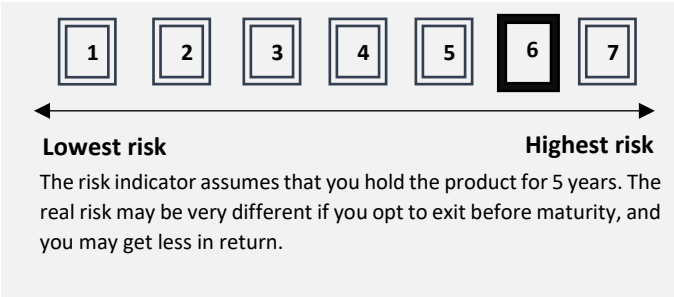 1 2 3 4 5 6 7
Lowest risk Highest risk
The risk indicator assumes that you hold the product for 5 years. The
real risk may be very different if you opt to exit before maturity, and
you may get less in return.